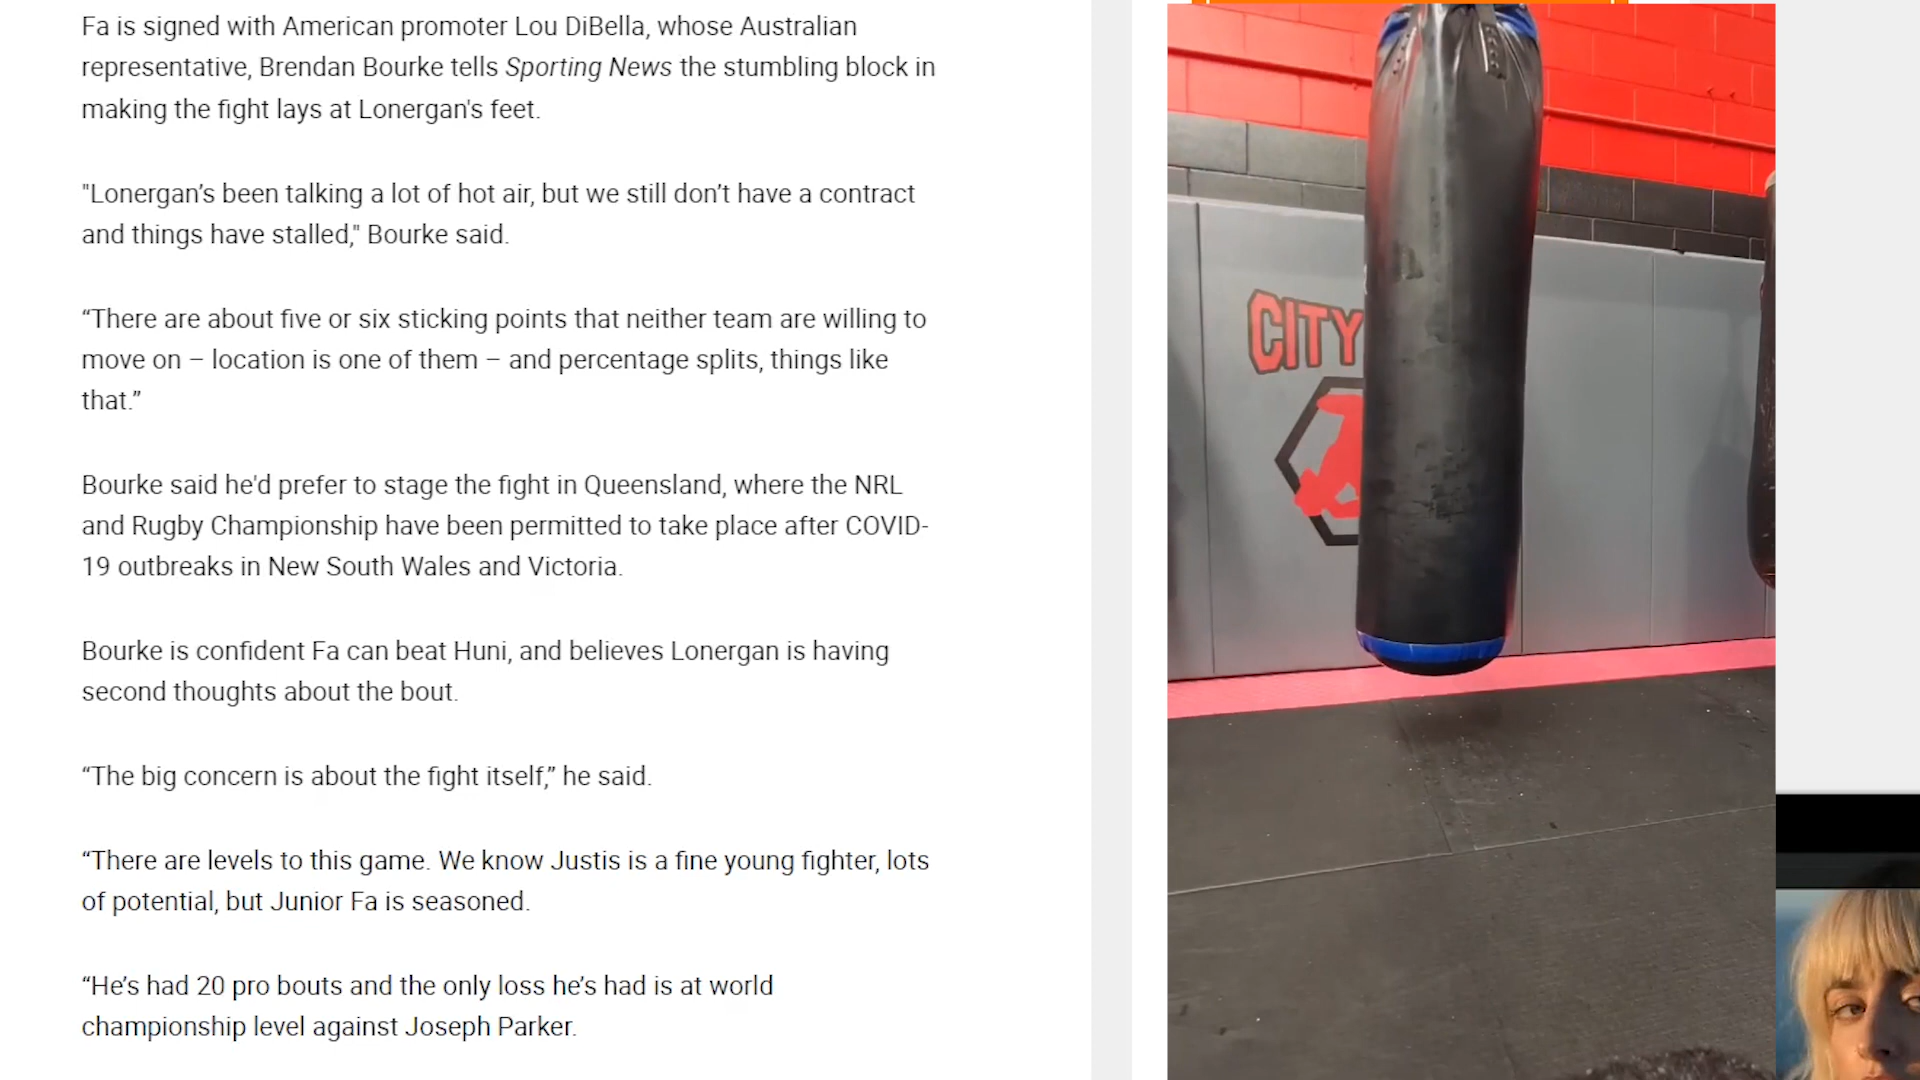 Fa is signed with American promoter Lou DiBella, whose Australian
representative, Brendan Bourke tells Sporting News the stumbling block in
making the fight lays at Lonergan's feet.
"Lonergan’s been talking a lot of hot air, but we still don’t have a contract
and things have stalled," Bourke said.
“There are about five or six sticking points that neither team are willing to
move on – location is one of them – and percentage splits, things like
that.”
Bourke said he'd prefer to stage the fight in Queensland, where the NRL
and Rugby Championship have been permitted to take place after COVID-
19 outbreaks in New South Wales and Victoria.
Bourke is confident Fa can beat Huni, and believes Lonergan is having
second thoughts about the bout.
“The big concern is about the fight itself,” he said.
“There are levels to this game. We know Justis is a fine young fighter, lots
of potential, but Junior Fa is seasoned.
“He’s had 20 pro bouts and the only loss he’s had is at world
championship level against Joseph Parker.
CITY